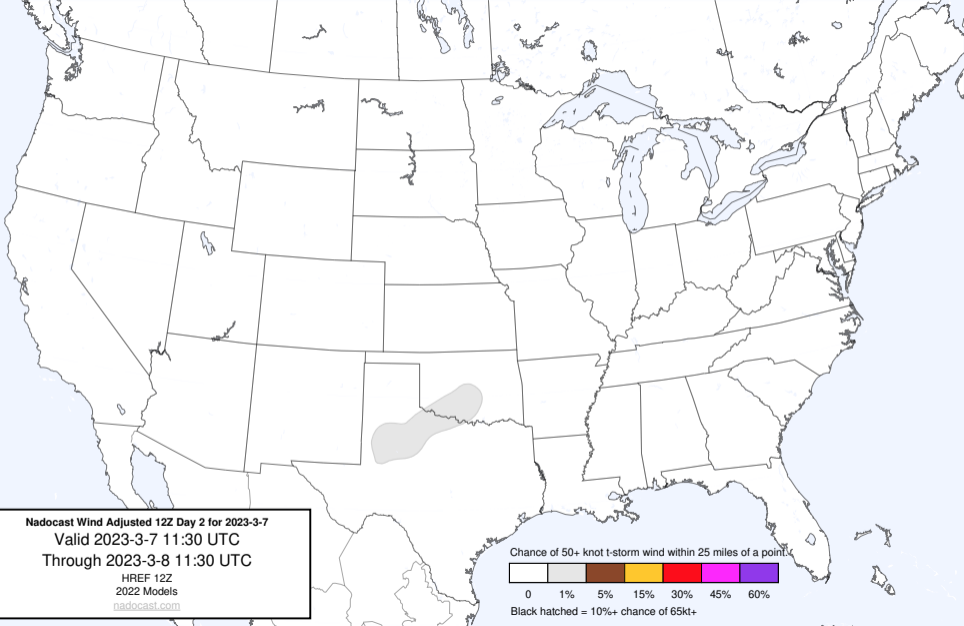 Nadocast Wind Adjusted 12Z Day 2 for 2023-3-7
Valid 2023-3-7 11:30 UTC
Through 2023-3-8 11:30 UTC
HREF 12Z
2022 Models
nadocast.com
Chance of 50+ knot t-storm wind within 25 miles of a point.
0 1% 5% 15% 30% 45% 60%
Black hatched = 10%+ chance of 65kt+